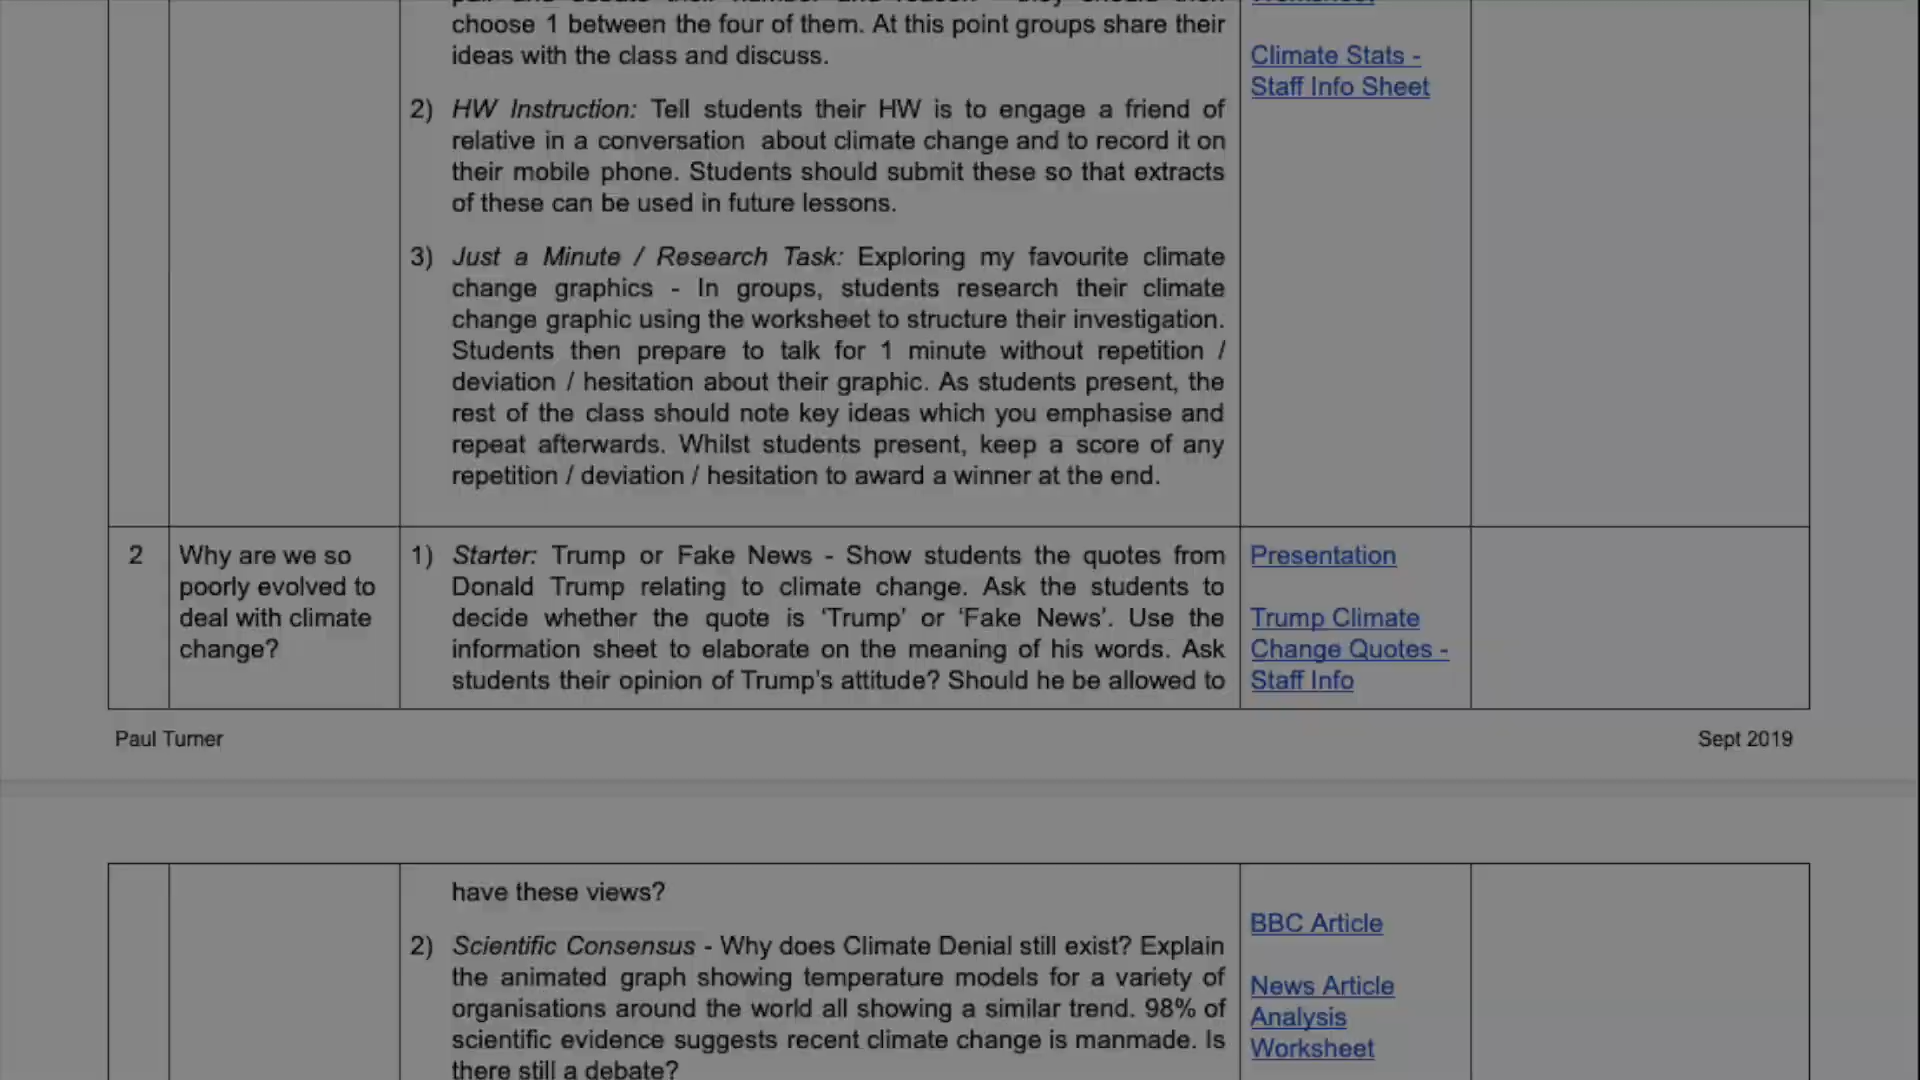 choose 1 between the four of them. At this point groups share their
ideas with the class and discuss.
Climate Stats -
Staff Info Sheet
2) HW Instruction: Tell students their HW is to engage a friend of
relative in a conversation about climate change and to record it on
their mobile phone. Students should submit these so that extracts
of these can be used in future lessons.
3) Just a Minute / Research Task: Exploring my favourite climate
change graphics - In groups, students research their climate
change graphic using the worksheet to structure their investigation.
Students then prepare to talk for 1 minute without repetition /
deviation / hesitation about their graphic. As students present, the
rest of the class should note key ideas which you emphasise and
repeat afterwards. Whilst students present, keep a score of any
repetition / deviation / hesitation to award a winner at the end.
2
Why are we so
poorly evolved to
deal with climate
change?
1) Starter: Trump or Fake News - Show students the quotes from
Donald Trump relating to climate change. Ask the students to
decide whether the quote is ‘Trump’ or ‘Fake News’. Use the
information sheet to elaborate on the meaning of his words. Ask
students their opinion of Trump’s attitude? Should he be allowed to
Presentation
Trump Climate
Change Quotes -
Staff Info
Paul Turner
Sept 2019
have these views?
2) Scientific Consensus - Why does Climate Denial still exist? Explain
the animated graph showing temperature models for a variety of
organisations around the world all showing a similar trend. 98% of
scientific evidence suggests recent climate change is manmade. Is
there still a debate?
BBC Article
News Article
Analysis
Worksheet